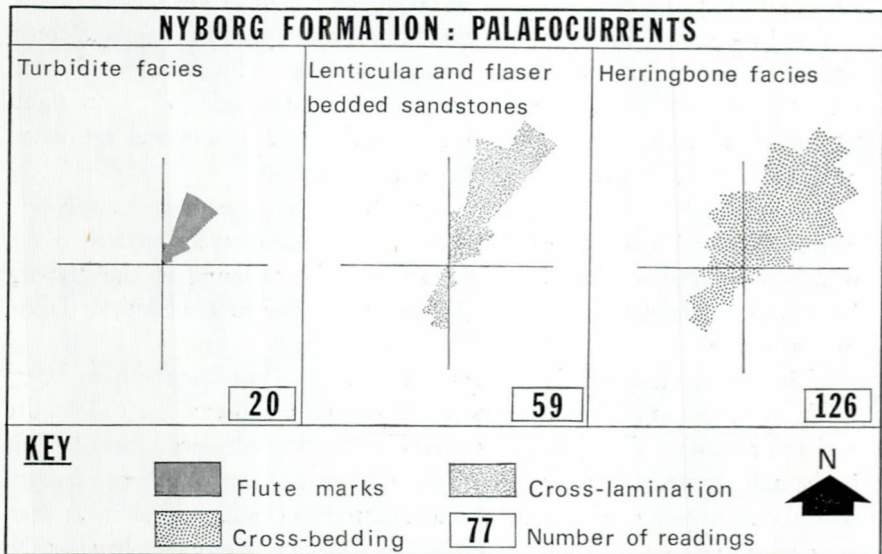 NYBORG FORMATION : PALAEOCURRENTS
Turbidite facies
Lenticular and flaser
bedded sandstones
Herringbone facies
20
59
126
KEY
Flute marks
Cross-lamination
Cross-bedding
77 Number of readings
N